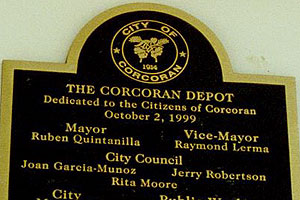 CITY OF
1914
CORCORAN
THE CORCORAN DEPOT
Dedicated to the Citizens of Corcoran
October 2, 1999
Mayor Vice-Mayor
Ruben Quintanilla Raymond Lerma
City Council
Joan Garcia-Munoz Jerry Robertson
Rita Moore
City